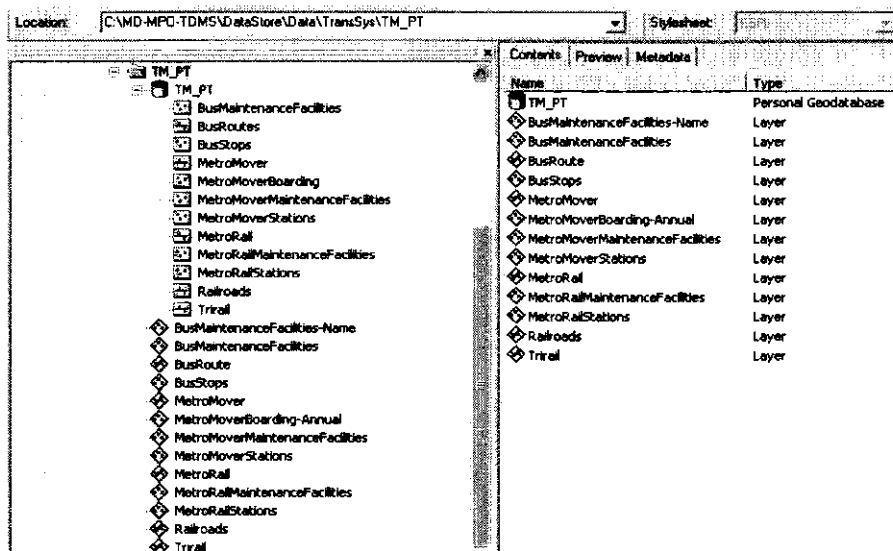 Location: C:\MD-MPO-TDMS\DataStore\Data\TransSys\TM_PT Stylesheet:
TM_PT
TM_PT
BusMaintenanceFacilities
BusRoutes
BusStops
MetroMover
MetroMoverBoarding
MetroMoverMaintenanceFacilities
MetroMoverStations
MetroRail
MetroRailMaintenanceFacilities
MetroRailStations
Railroads
Trirail
BusMaintenanceFacilities-Name
BusMaintenanceFacilities
BusRoute
BusStops
MetroMover
MetroMoverBoarding-Annual
MetroMoverMaintenanceFacilities
MetroMoverStations
MetroRail
MetroRailMaintenanceFacilities
MetroRailStations
Railroads
Trirail
Contents Preview Metadata
Name Type
TM_PT Personal Geodatabase
BusMaintenanceFacilities-Name Layer
BusMaintenanceFacilities Layer
BusRoute Layer
BusStops Layer
MetroMover Layer
MetroMoverBoarding-Annual Layer
MetroMoverMaintenanceFacilities Layer
MetroMoverStations Layer
MetroRail Layer
MetroRailMaintenanceFacilities Layer
MetroRailStations Layer
Railroads Layer
Trirail Layer